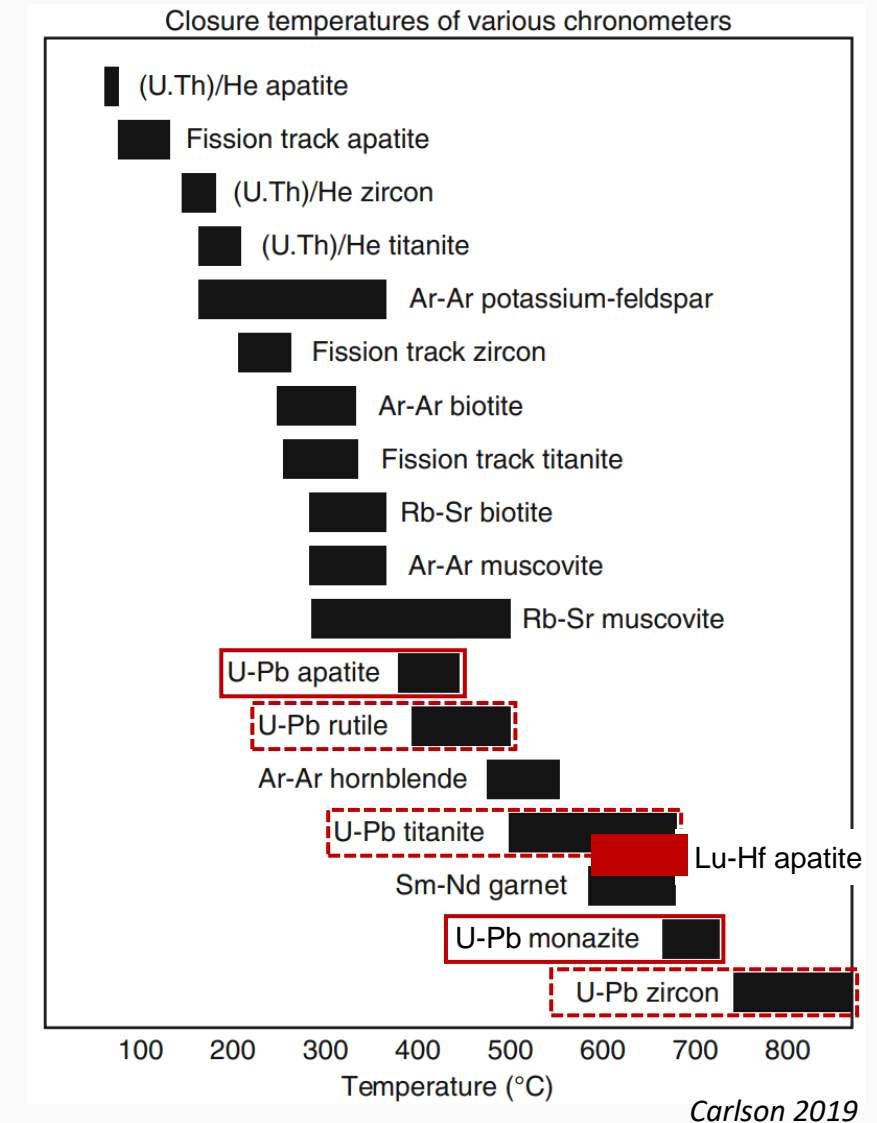 Closure temperatures of various chronometers
(U.Th)/He apatite
Fission track apatite
(U.Th)/He zircon
(U.Th)/He titanite
Ar-Ar potassium-feldspar
Fission track zircon
Ar-Ar biotite
Fission track titanite
Rb-Sr biotite
Ar-Ar muscovite
Rb-Sr muscovite
U-Pb apatite
U-Pb rutile
Ar-Ar hornblende
U-Pb titanite
Lu-Hf apatite
Sm-Nd garnet
U-Pb monazite
U-Pb zircon
100 200 300 400 500 600 700 800
Temperature (°C)
Carlson 2019